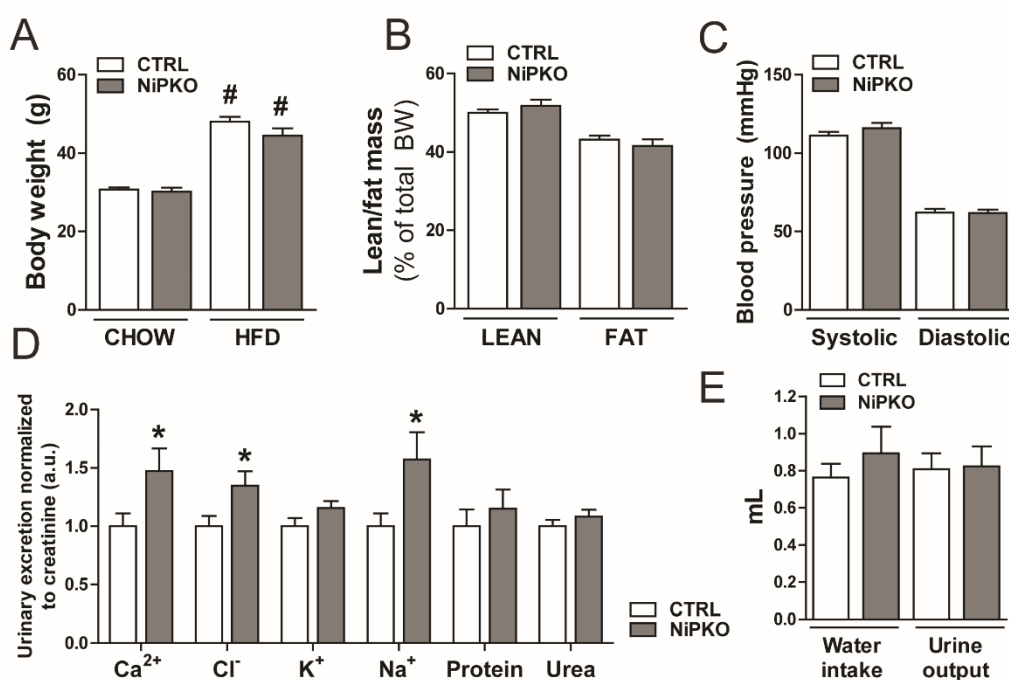 A
CTRL
NiPKO
Body weight (g)
60
40
20
0
# #
CHOW HFD
B
CTRL
NiPKO
Lean/fat mass
(% of total BW)
60
40
20
0
LEAN FAT
C
CTRL
NiPKO
Blood pressure (mmHg)
150
100
50
0
Systolic Diastolic
D
Urinary excretion normalized
to creatinine (a.u.)
2.0
1.5
1.0
0.5
0.0
* * *
Ca²⁺ Cl⁻ K⁺ Na⁺ Protein Urea
CTRL
NiPKO
E
CTRL
NiPKO
mL
1.2
1.0
0.8
0.6
0.4
0.2
0.0
Water Urine
intake output